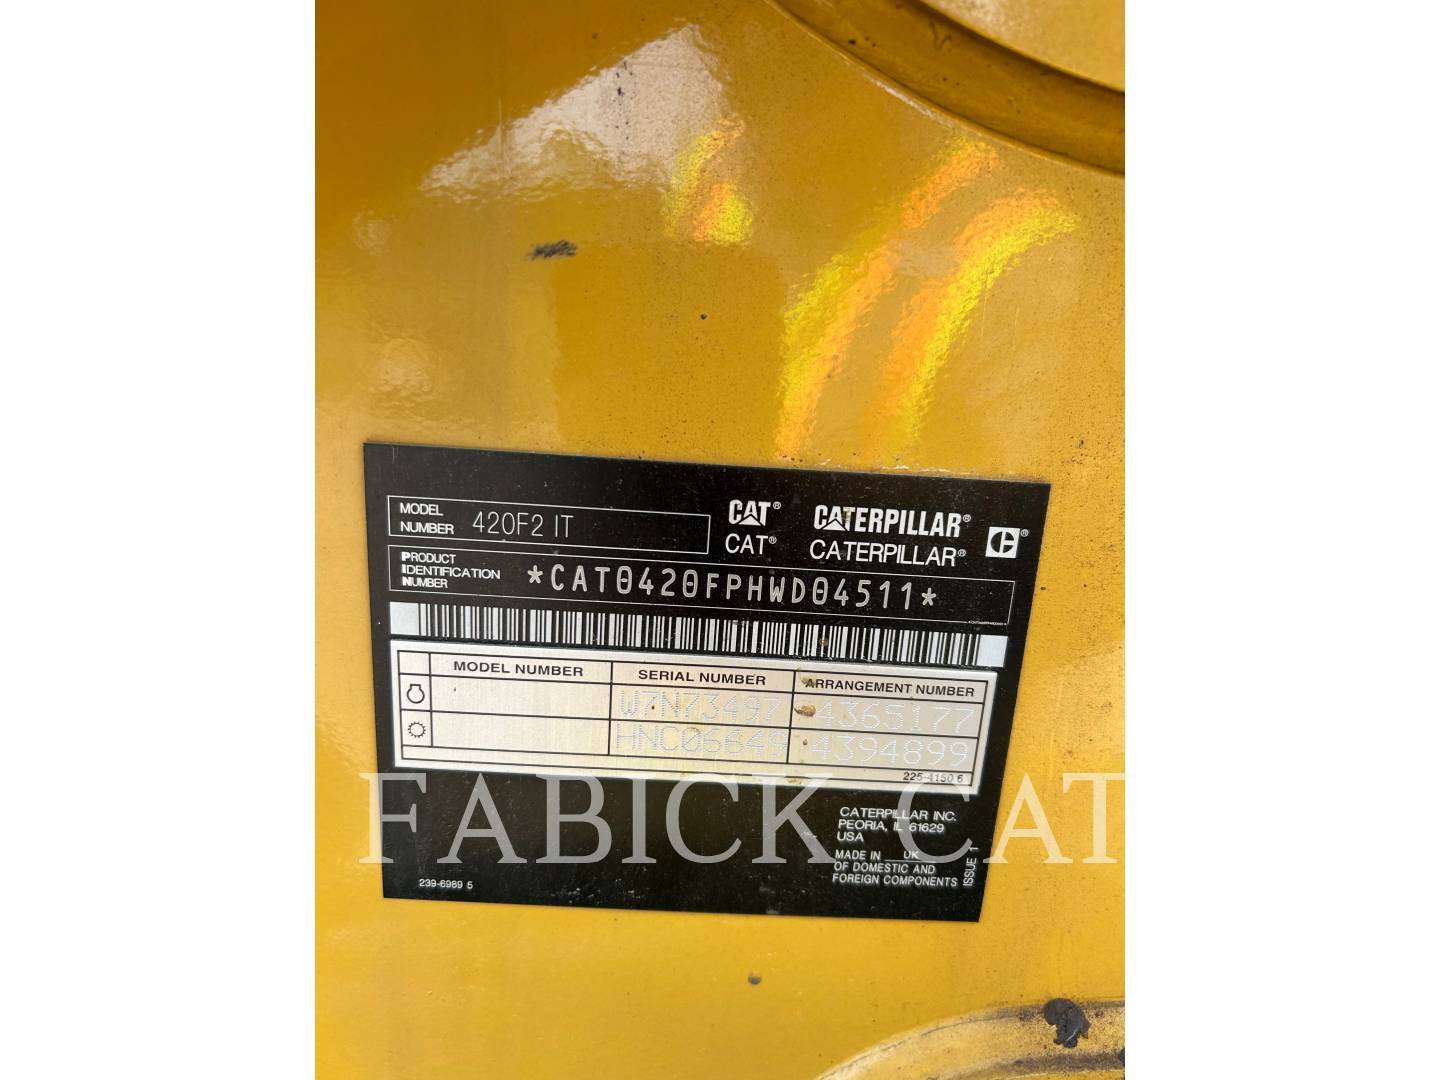 MODEL NUMBER 420F2 IT
CAT® CATERPILLAR®
CAT® CATERPILLAR®
PRODUCT IDENTIFICATION NUMBER *CAT0420FPHWD04511*
MODEL NUMBER SERIAL NUMBER ARRANGEMENT NUMBER
W7N73497 4365177
HNC06649 4394899
225-4150 6
FABICK CAT
CATERPILLAR INC.
PEORIA, IL 61629
USA
MADE IN UK
OF DOMESTIC AND
FOREIGN COMPONENTS
ISSUE 1
239-6989 5